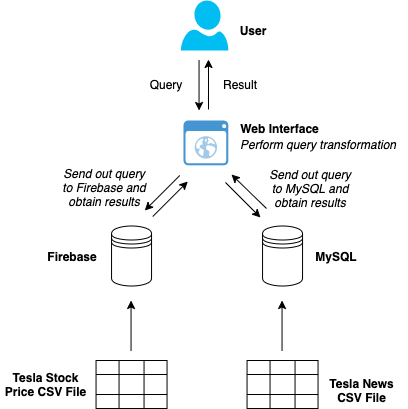 User
Query
Result
Web Interface
Perform query transformation
Send out query
to Firebase and
obtain results
Send out query
to MySQL and
obtain results
Firebase
MySQL
Tesla Stock
Price CSV File
Tesla News
CSV File